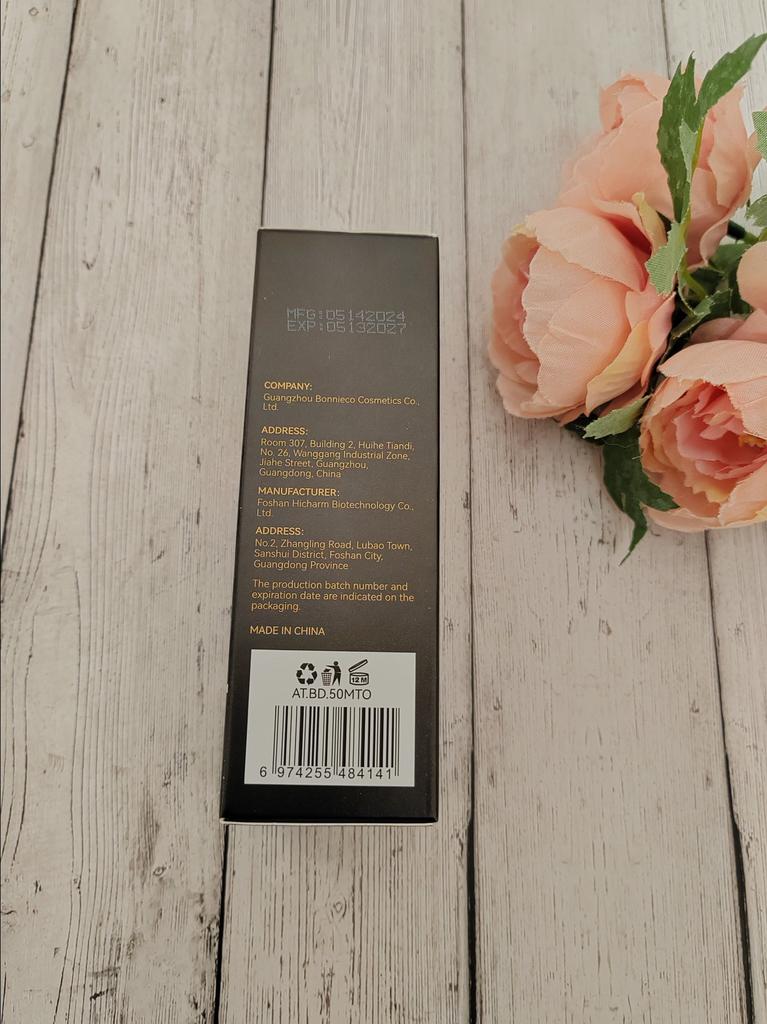 MFG:05142024
EXP:05132027
COMPANY:
Guangzhou Bonnieco Cosmetics Co.,
Ltd.
ADDRESS:
Room 307, Building 2, Huihe Tiandi,
No. 26, Wanggang Industrial Zone,
Jiahe Street, Guangzhou,
Guangdong, China
MANUFACTURER:
Foshan Hicharm Biotechnology Co.,
Ltd.
ADDRESS:
No.2, Zhangling Road, Lubao Town,
Sanshui District, Foshan City,
Guangdong Province
The production batch number and
expiration date are indicated on the
packaging.
MADE IN CHINA
12 M
AT.BD.50MTO
6 974255 484141